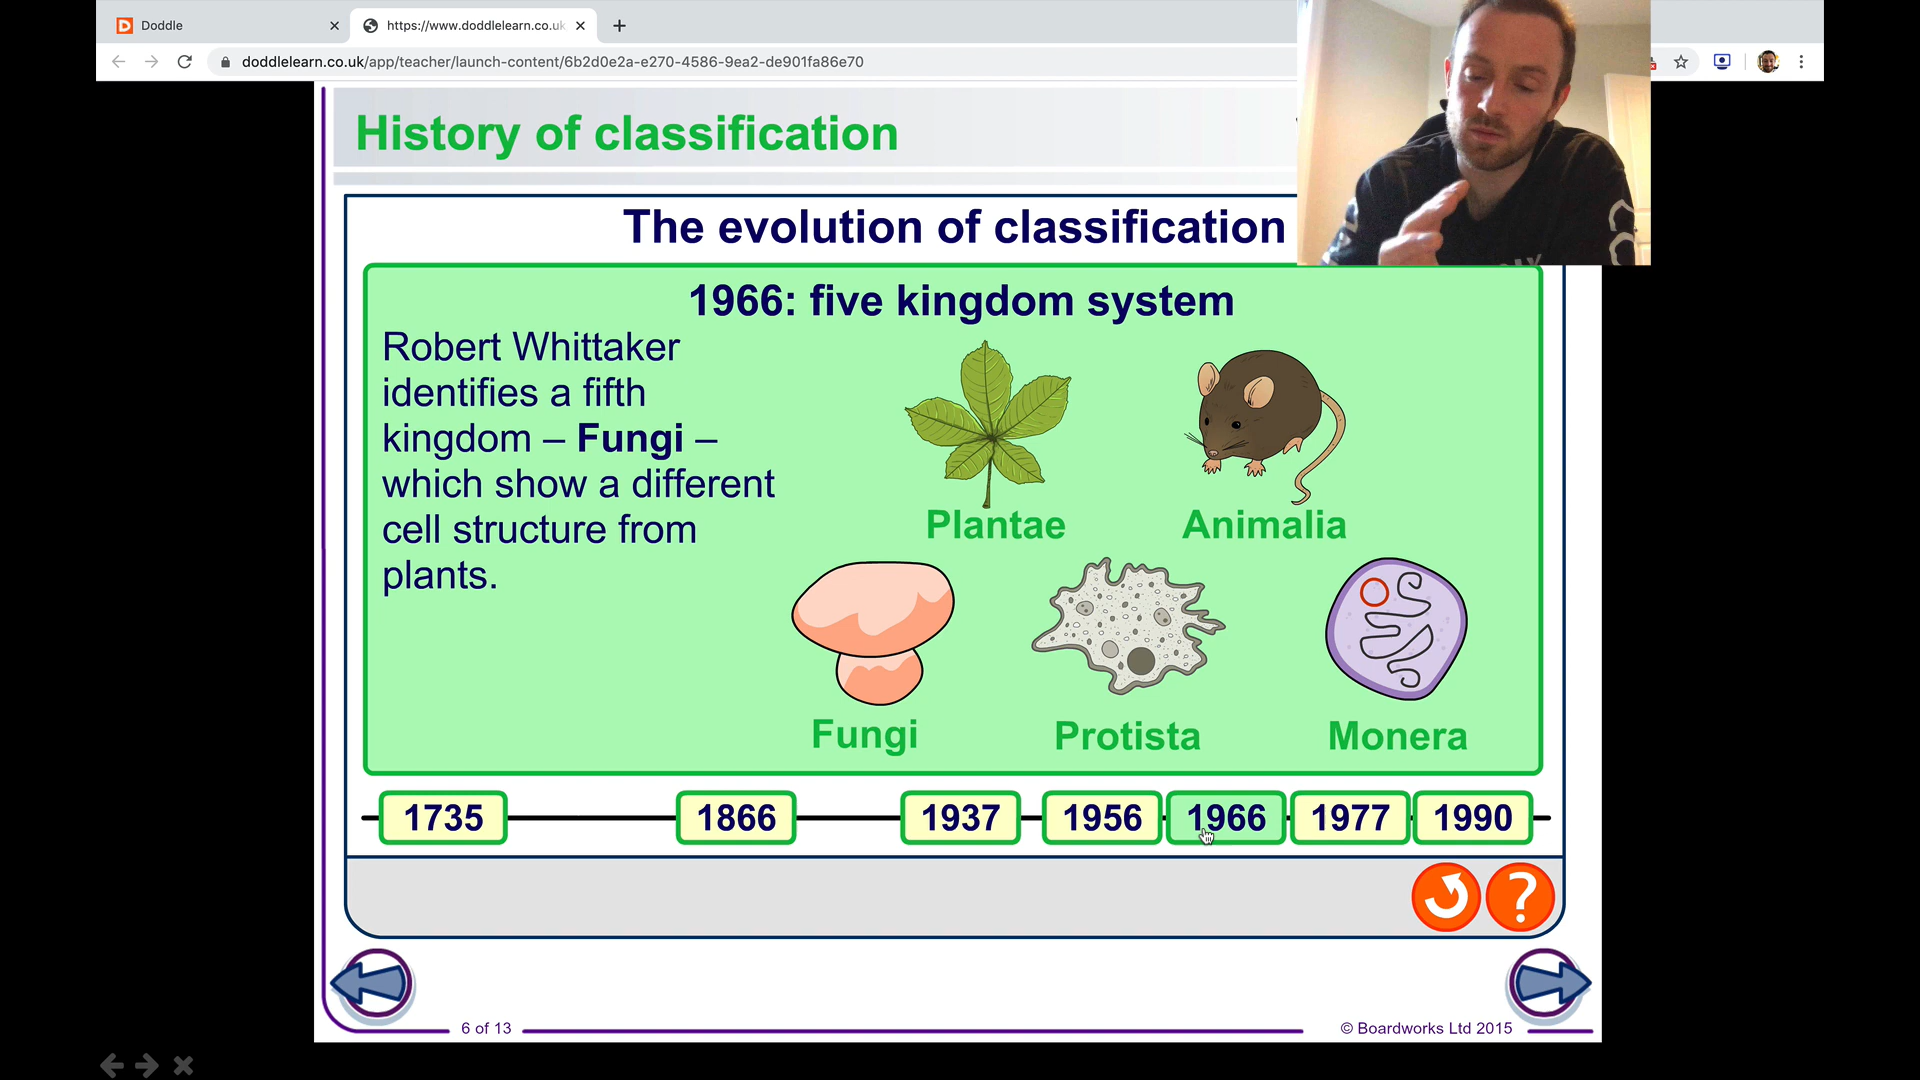 Doddle
https://www.doddlelearn.co.uk
doddlelearn.co.uk/app/teacher/launch-content/6b2d0e2a-e270-4586-9ea2-de901fa86e70
History of classification
The evolution of classification
1966: five kingdom system
Robert Whittaker
identifies a fifth
kingdom – Fungi –
which show a different
cell structure from
plants.
Plantae
Animalia
Fungi
Protista
Monera
1735
1866
1937
1956
1966
1977
1990
?
6 of 13
© Boardworks Ltd 2015